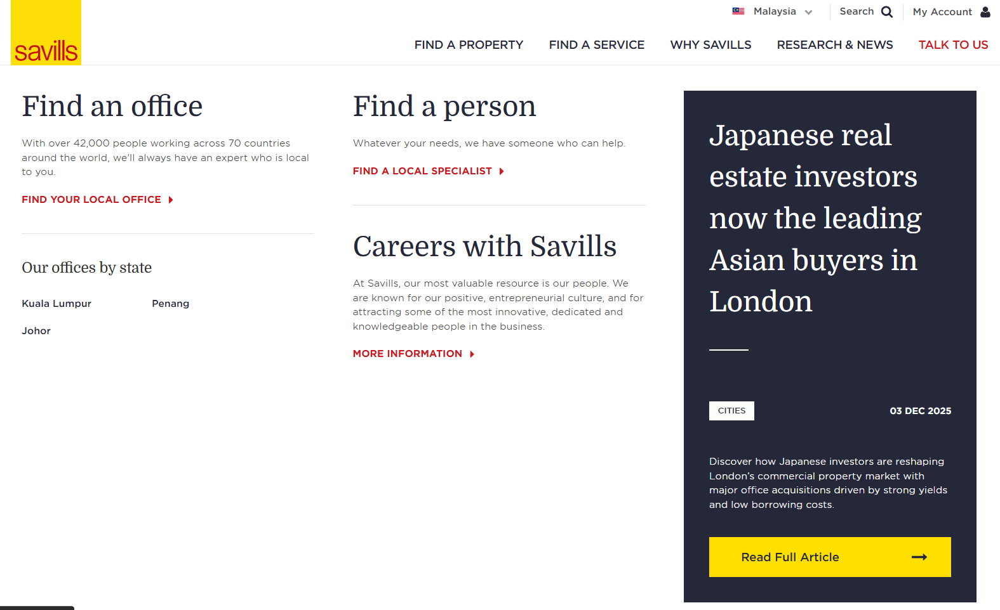 savills
Malaysia
Search
My Account
FIND A PROPERTY
FIND A SERVICE
WHY SAVILLS
RESEARCH & NEWS
TALK TO US
Find an office
With over 42,000 people working across 70 countries
around the world, we'll always have an expert who is local
to you.
FIND YOUR LOCAL OFFICE
Our offices by state
Kuala Lumpur
Penang
Johor
Find a person
Whatever your needs, we have someone who can help.
FIND A LOCAL SPECIALIST
Careers with Savills
At Savills, our most valuable resource is our people. We
are known for our positive, entrepreneurial culture, and for
attracting some of the most innovative, dedicated and
knowledgeable people in the business.
MORE INFORMATION
Japanese real
estate investors
now the leading
Asian buyers in
London
CITIES
03 DEC 2025
Discover how Japanese investors are reshaping
London’s commercial property market with
major office acquisitions driven by strong yields
and low borrowing costs.
Read Full Article